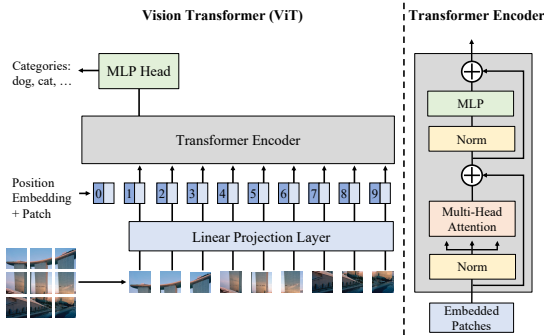 Vision Transformer (ViT)
Categories:
dog, cat, …
MLP Head
Transformer Encoder
Position
Embedding
+ Patch
0 1 2 3 4 5 6 7 8 9
Linear Projection Layer
Transformer Encoder
MLP
Norm
Multi-Head
Attention
Norm
Embedded
Patches